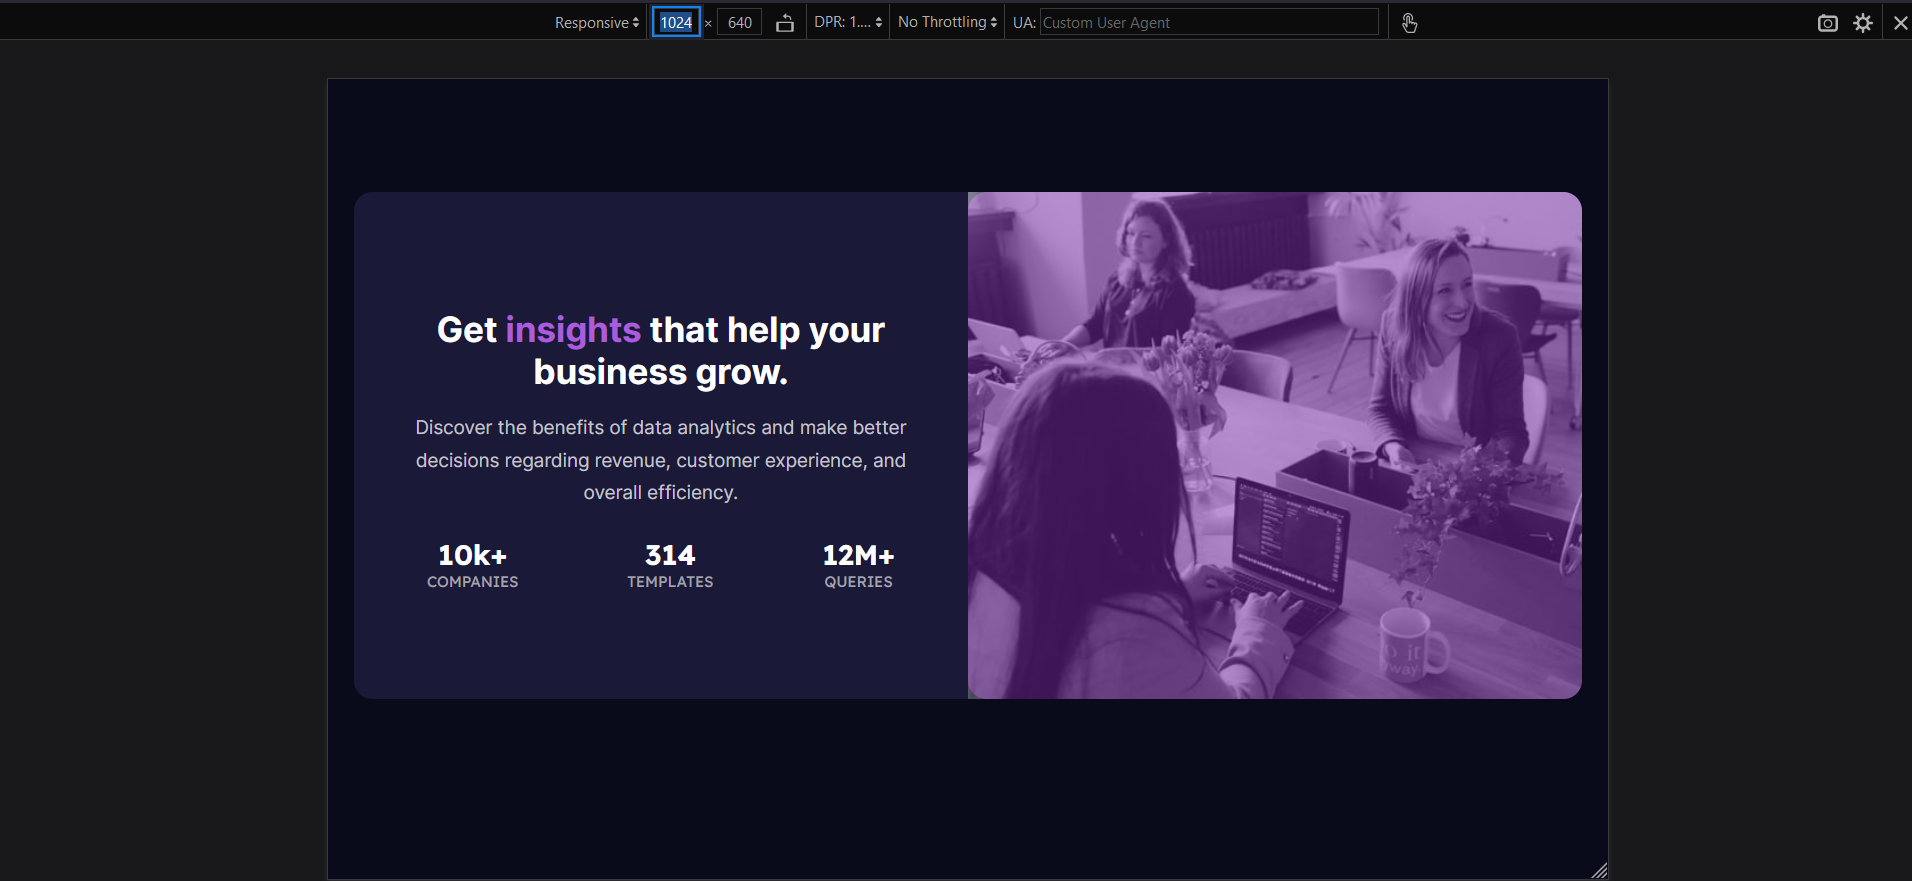 Responsive 1024 × 640 DPR: 1.... No Throttling UA: Custom User Agent
Get insights that help your
business grow.
Discover the benefits of data analytics and make better
decisions regarding revenue, customer experience, and
overall efficiency.
10k+ 314 12M+
COMPANIES TEMPLATES QUERIES